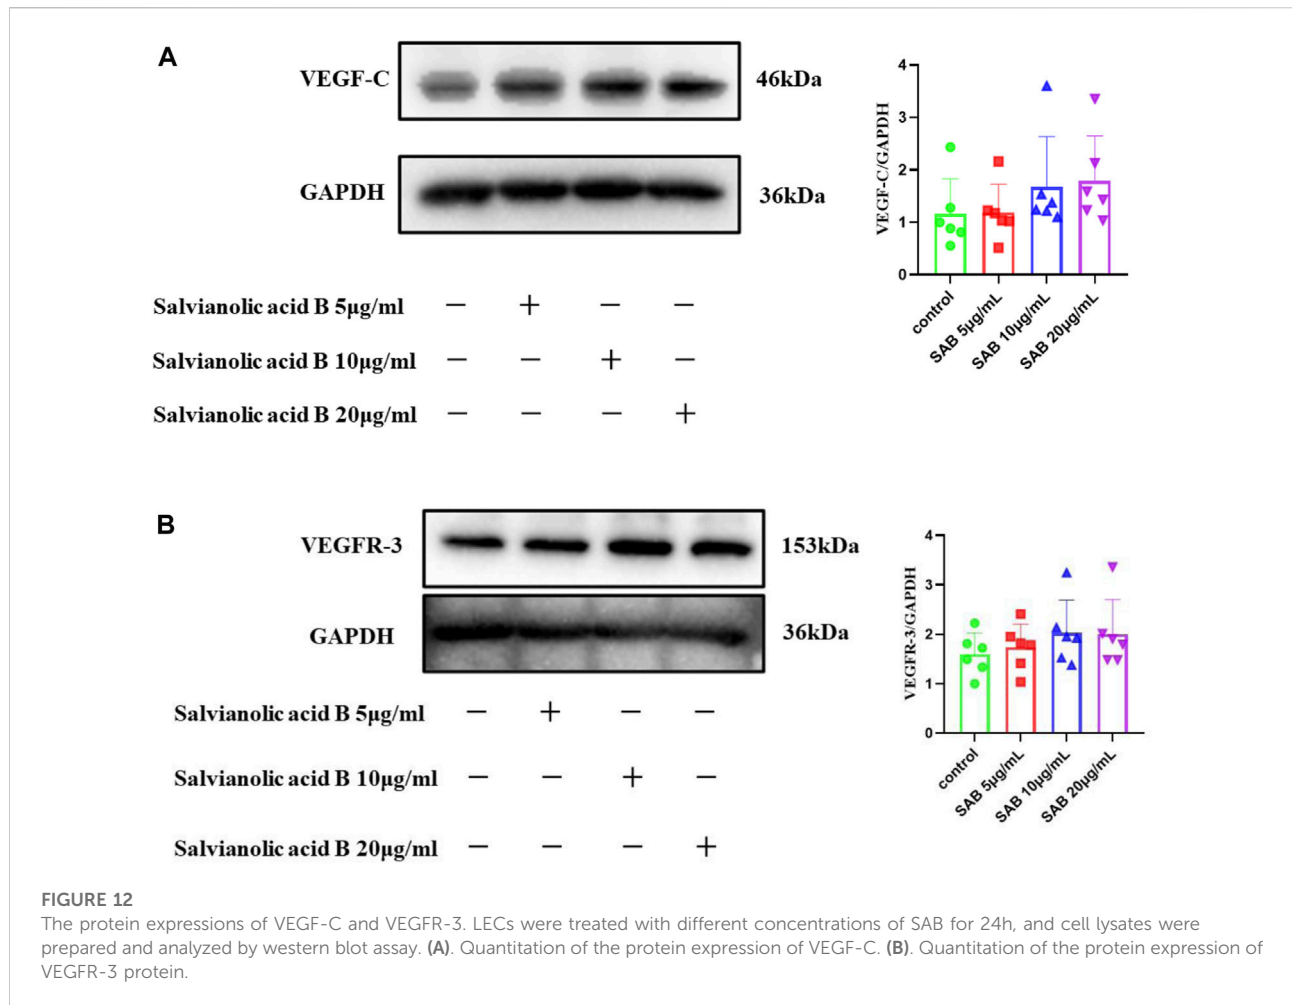 A
VEGF-C
46kDa
GAPDH
36kDa
Salvianolic acid B 5µg/ml − + − −
Salvianolic acid B 10µg/ml − − + −
Salvianolic acid B 20µg/ml − − − +
VEGF-C/GAPDH
4
3
2
1
0
control
SAB 5µg/mL
SAB 10µg/mL
SAB 20µg/mL
B
VEGFR-3
153kDa
GAPDH
36kDa
Salvianolic acid B 5µg/ml − + − −
Salvianolic acid B 10µg/ml − − + −
Salvianolic acid B 20µg/ml − − − +
VEGFR-3/GAPDH
4
3
2
1
0
control
SAB 5µg/mL
SAB 10µg/mL
SAB 20µg/mL
FIGURE 12
The protein expressions of VEGF-C and VEGFR-3. LECs were treated with different concentrations of SAB for 24h, and cell lysates were
prepared and analyzed by western blot assay. (A). Quantitation of the protein expression of VEGF-C. (B). Quantitation of the protein expression of
VEGFR-3 protein.